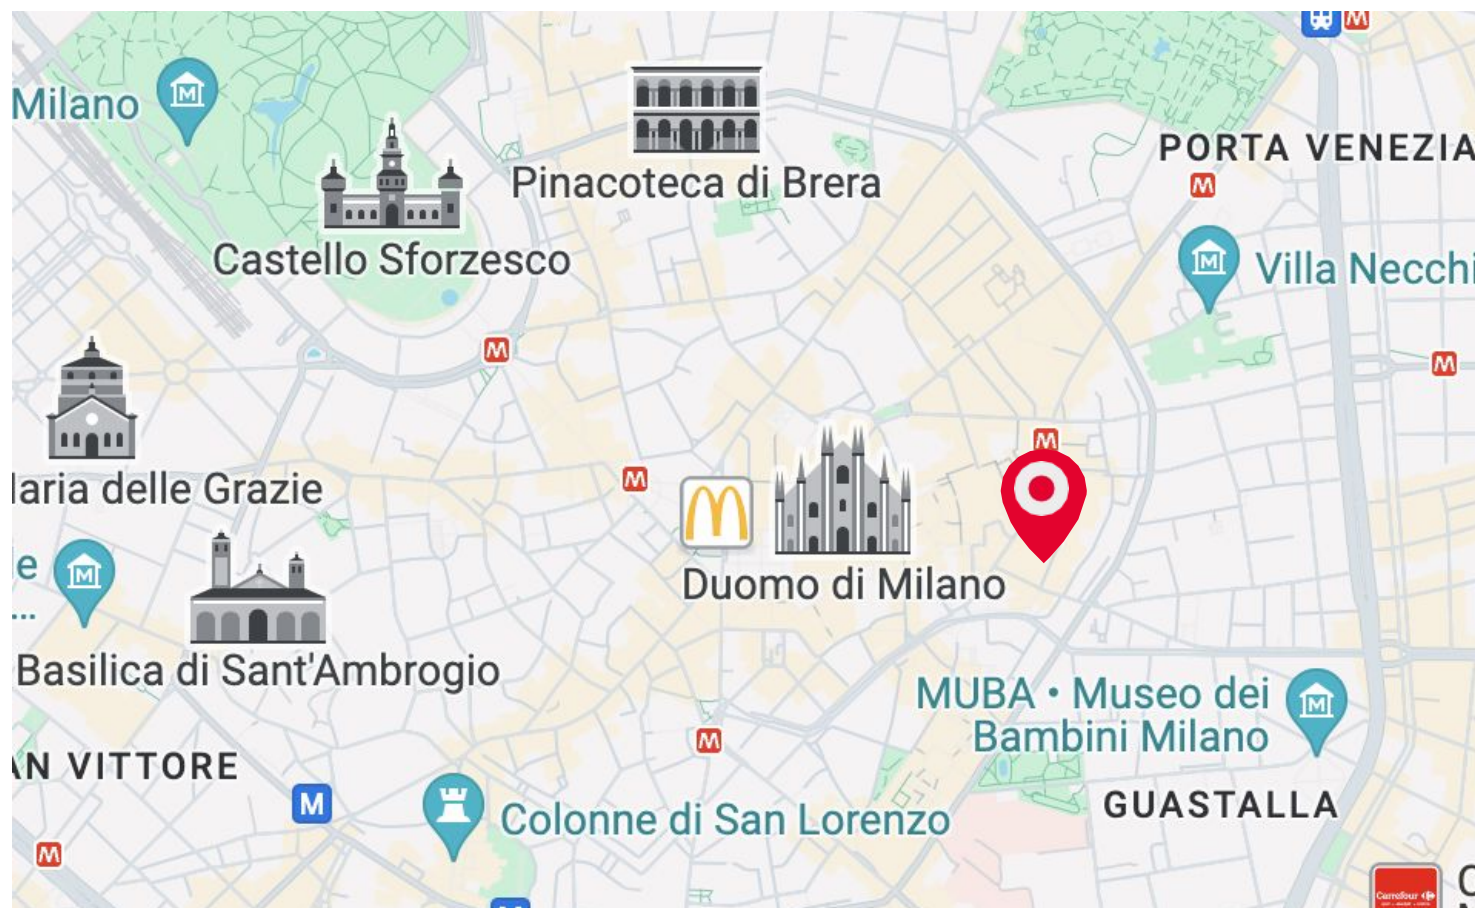 Milano
Pinacoteca di Brera
PORTA VENEZIA
Castello Sforzesco
Villa Necchi
delle Grazie
Duomo di Milano
Basilica di Sant'Ambrogio
MUBA • Museo dei
Bambini Milano
VITTORE
GUASTALLA
Colonne di San Lorenzo
Carrefour